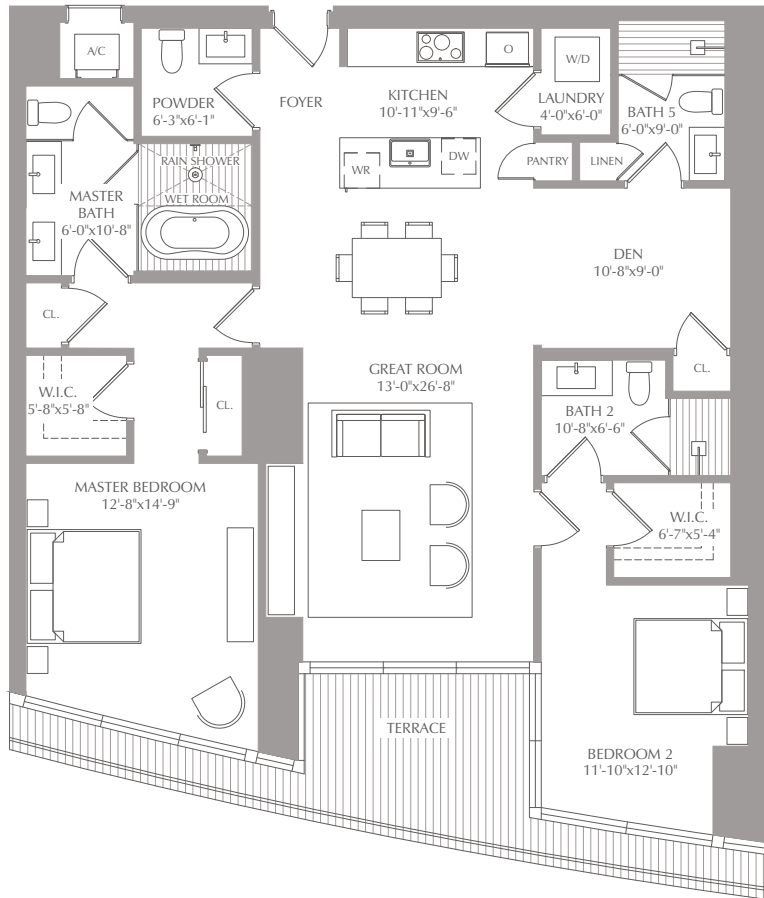 A/C
POWDER
6'-3"x6'-1"
FOYER
KITCHEN
10'-11"x9'-6"
O
W/D
LAUNDRY
4'-0"x6'-0"
BATH 5
6'-0"x9'-0"
RAIN SHOWER
WET ROOM
WR
DW
PANTRY
LINEN
MASTER
BATH
6'-0"x10'-8"
DEN
10'-8"x9'-0"
CL.
W.I.C.
5'-8"x5'-8"
CL.
GREAT ROOM
13'-0"x26'-8"
CL.
BATH 2
10'-8"x6'-6"
MASTER BEDROOM
12'-8"x14'-9"
W.I.C.
6'-7"x5'-4"
TERRACE
BEDROOM 2
11'-10"x12'-10"